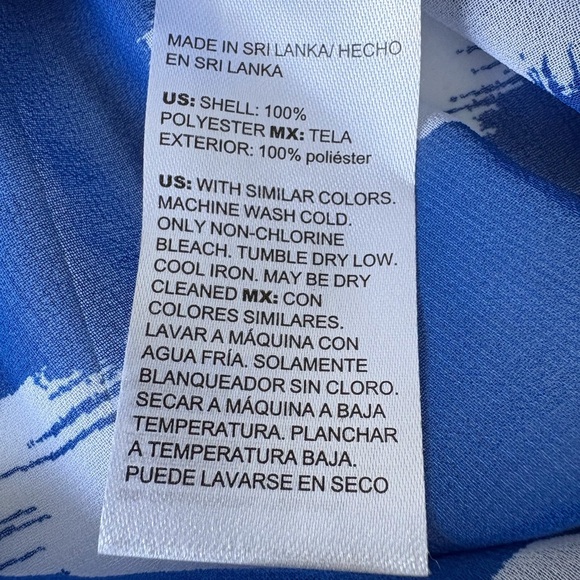 MADE IN SRI LANKA/ HECHO
EN SRI LANKA
US: SHELL: 100%
POLYESTER MX: TELA
EXTERIOR: 100% poliéster
US: WITH SIMILAR COLORS.
MACHINE WASH COLD.
ONLY NON-CHLORINE
BLEACH. TUMBLE DRY LOW.
COOL IRON. MAY BE DRY
CLEANED MX: CON
COLORES SIMILARES.
LAVAR A MÁQUINA CON
AGUA FRÍA. SOLAMENTE
BLANQUEADOR SIN CLORO.
SECAR A MÁQUINA A BAJA
TEMPERATURA. PLANCHAR
A TEMPERATURA BAJA.
PUEDE LAVARSE EN SECO